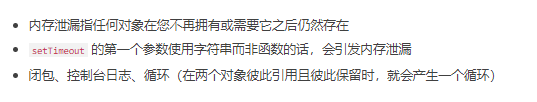 内存泄漏指任何对象在您不再拥有或需要它之后仍然存在
setTimeout 的第一个参数使用字符串而非函数的话，会引发内存泄漏
闭包、控制台日志、循环（在两个对象彼此引用且彼此保留时，就会产生一个循环）